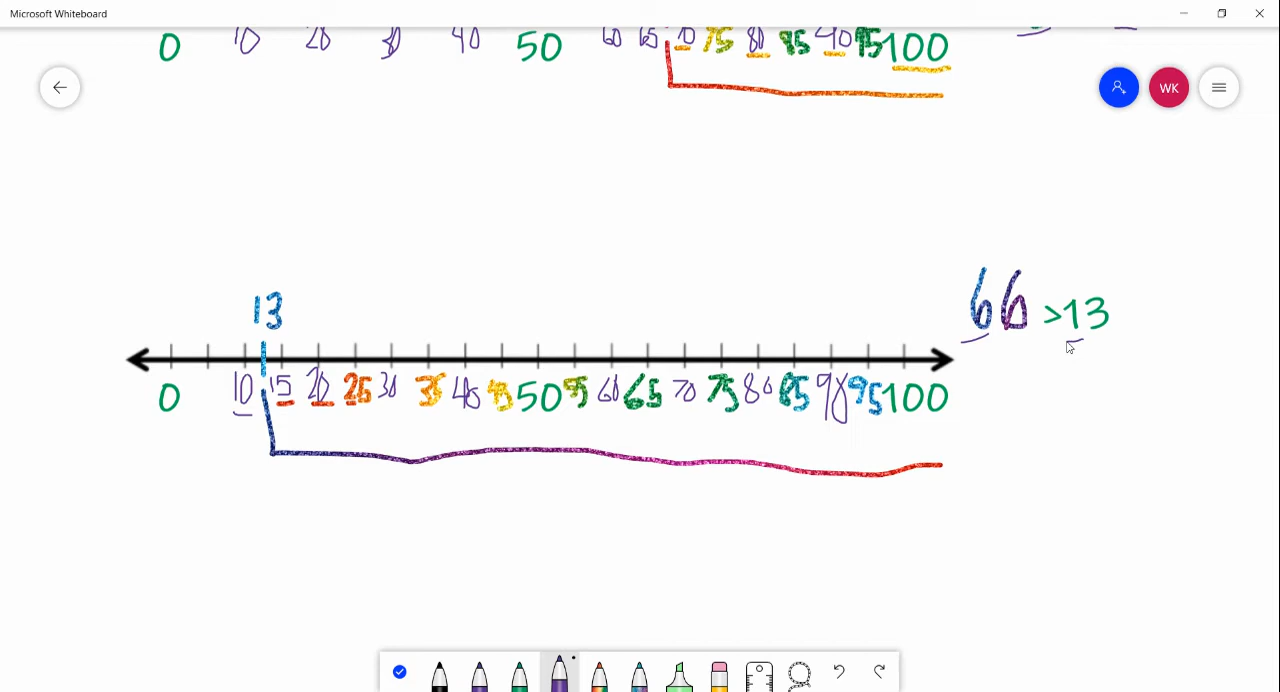 Microsoft Whiteboard
0 10 20 30 40 50 60 65 70 75 80 85 90 95 100
WK
13
66 >13
0 10 15 20 25 30 35 40 45 50 55 60 65 70 75 80 85 90 95 100